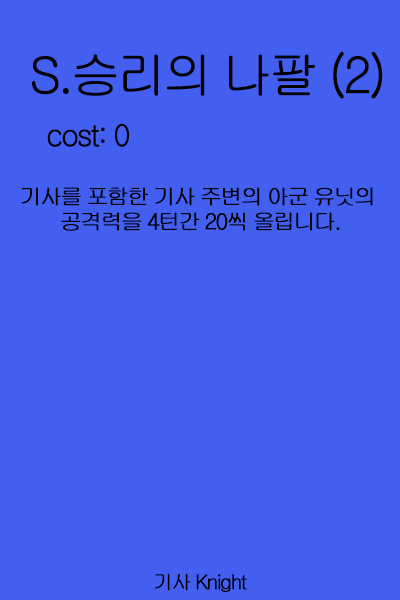 S.승리의 나팔 (2)
cost: 0
기사를 포함한 기사 주변의 아군 유닛의
공격력을 4턴간 20씩 올립니다.
기사 Knight